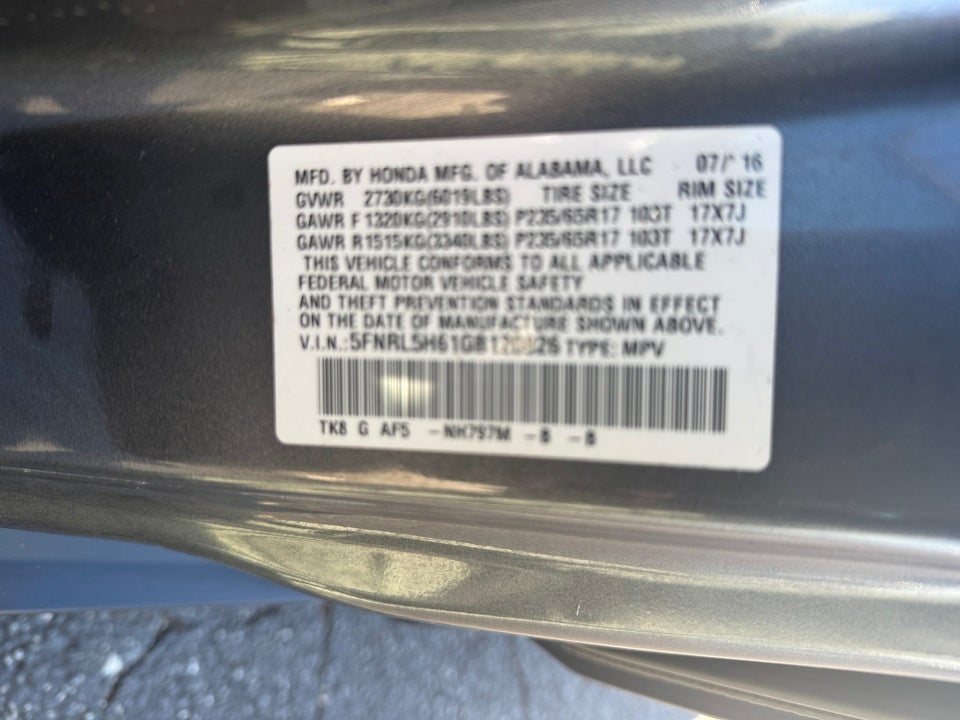 MFD. BY HONDA MFG. OF ALABAMA, LLC 07/ 16
GVWR 2730KG(6019LBS) TIRE SIZE RIM SIZE
GAWR F 1320KG(2910LBS) P235/65R17 103T 17X7J
GAWR R1515KG(3340LBS) P235/65R17 103T 17X7J
THIS VEHICLE CONFORMS TO ALL APPLICABLE
FEDERAL MOTOR VEHICLE SAFETY
AND THEFT PREVENTION STANDARDS IN EFFECT
ON THE DATE OF MANUFACTURE SHOWN ABOVE.
V.I.N.: TYPE: MPV
TK8 G AF5 -NH797M -B -B